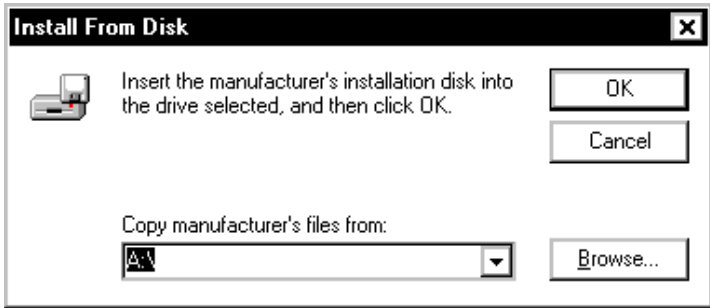 Install From Disk
Insert the manufacturer's installation disk into
the drive selected, and then click OK.
OK
Cancel
Copy manufacturer's files from:
A:\
Browse...